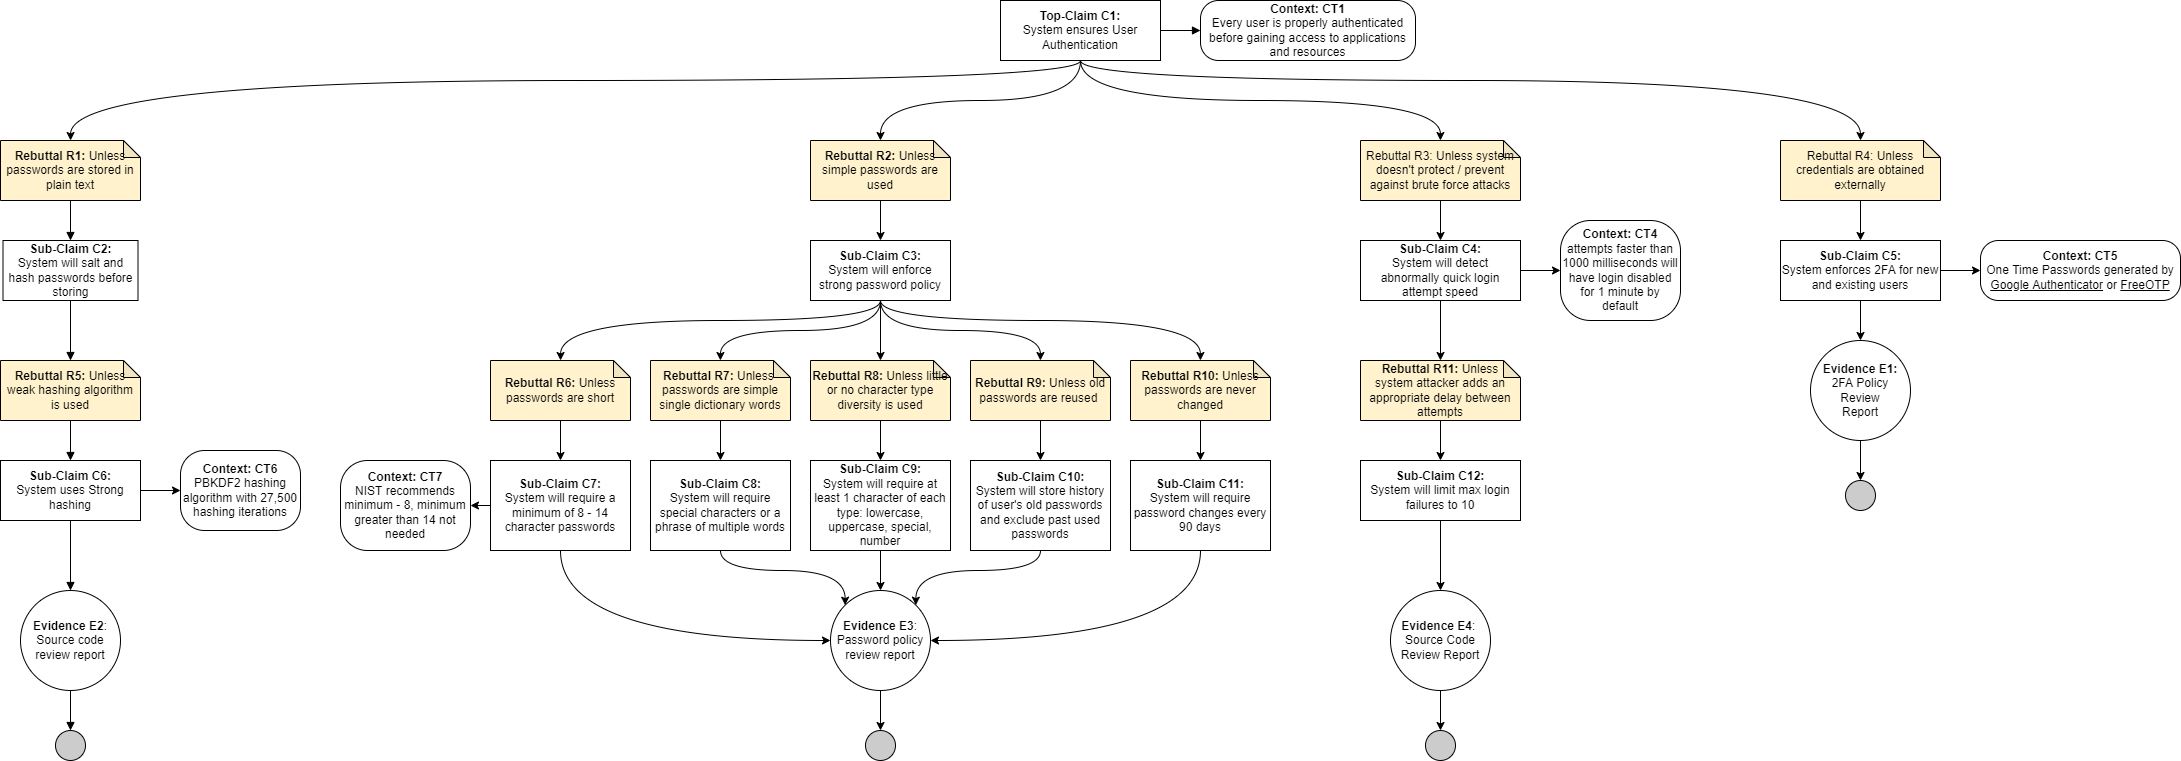 Top-Claim C1:
System ensures User
Authentication
Context: CT1
Every user is properly authenticated
before gaining access to applications
and resources
Rebuttal R1: Unless
passwords are stored in
plain text
Rebuttal R2: Unless
simple passwords are
used
Rebuttal R3: Unless system
doesn't protect / prevent
against brute force attacks
Rebuttal R4: Unless
credentials are obtained
externally
Sub-Claim C2:
System will salt and
hash passwords before
storing
Sub-Claim C3:
System will enforce
strong password policy
Sub-Claim C4:
System will detect
abnormally quick login
attempt speed
Context: CT4
attempts faster than
1000 milliseconds will
have login disabled
for 1 minute by
default
Sub-Claim C5:
System enforces 2FA for new
and existing users
Context: CT5
One Time Passwords generated by
Google Authenticator or FreeOTP
Rebuttal R5: Unless
weak hashing algorithm
is used
Rebuttal R6: Unless
passwords are short
Rebuttal R7: Unless
passwords are simple
single dictionary words
Rebuttal R8: Unless little
or no character type
diversity is used
Rebuttal R9: Unless old
passwords are reused
Rebuttal R10: Unless
passwords are never
changed
Rebuttal R11: Unless
system attacker adds an
appropriate delay between
attempts
Evidence E1:
2FA Policy
Review
Report
Sub-Claim C6:
System uses Strong
hashing
Context: CT6
PBKDF2 hashing
algorithm with 27,500
hashing iterations
Context: CT7
NIST recommends
minimum - 8, minimum
greater than 14 not
needed
Sub-Claim C7:
System will require a
minimum of 8 - 14
character passwords
Sub-Claim C8:
System will require
special characters or a
phrase of multiple words
Sub-Claim C9:
System will require at
least 1 character of each
type: lowercase,
uppercase, special,
number
Sub-Claim C10:
System will store history
of user's old passwords
and exclude past used
passwords
Sub-Claim C11:
System will require
password changes every
90 days
Sub-Claim C12:
System will limit max login
failures to 10
Evidence E2:
Source code
review report
Evidence E3:
Password policy
review report
Evidence E4:
Source Code
Review Report